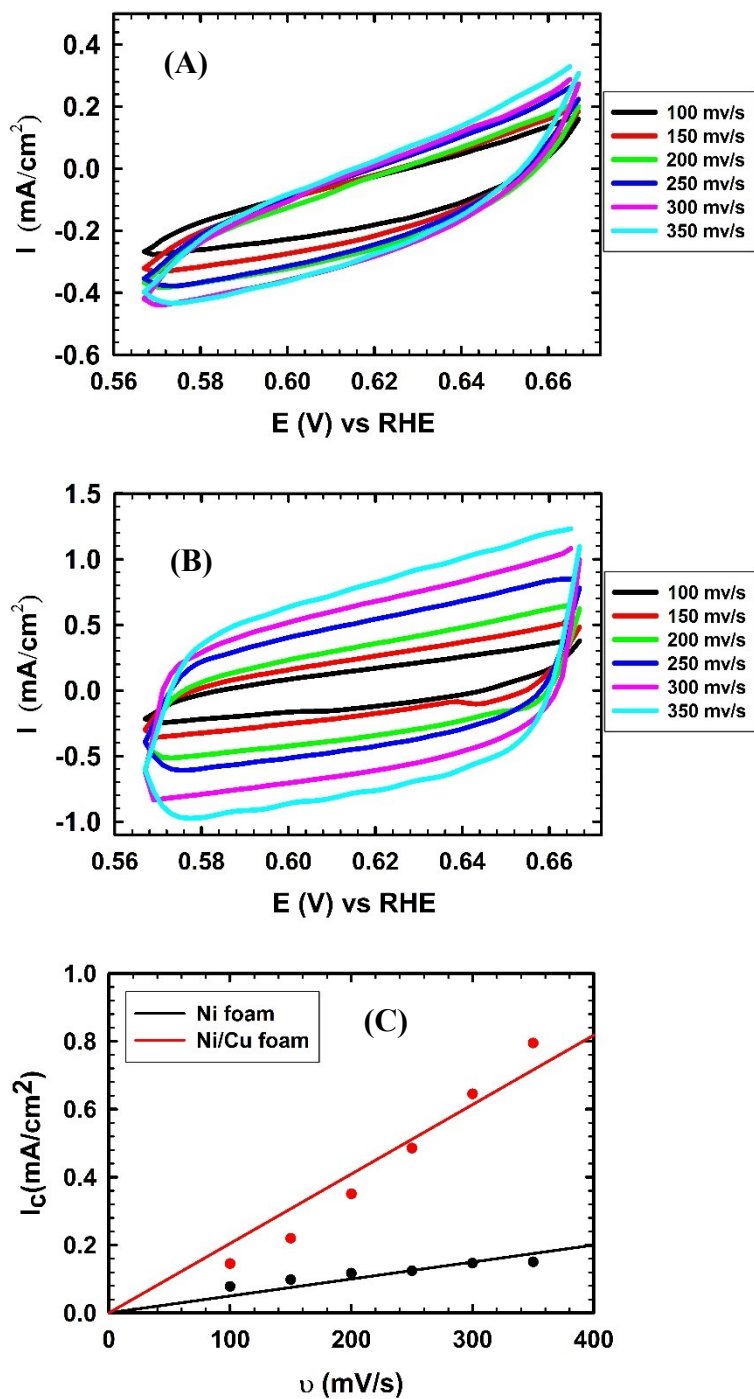 (A)
0.4
0.2
0.0
-0.2
-0.4
-0.6
I (mA/cm²)
0.56 0.58 0.60 0.62 0.64 0.66
E (V) vs RHE
100 mv/s
150 mv/s
200 mv/s
250 mv/s
300 mv/s
350 mv/s
(B)
1.5
1.0
0.5
0.0
-0.5
-1.0
I (mA/cm²)
0.56 0.58 0.60 0.62 0.64 0.66
E (V) vs RHE
100 mv/s
150 mv/s
200 mv/s
250 mv/s
300 mv/s
350 mv/s
(C)
Ni foam
Ni/Cu foam
1.0
0.8
0.6
0.4
0.2
0.0
I_C(mA/cm²)
0 100 200 300 400
υ (mV/s)